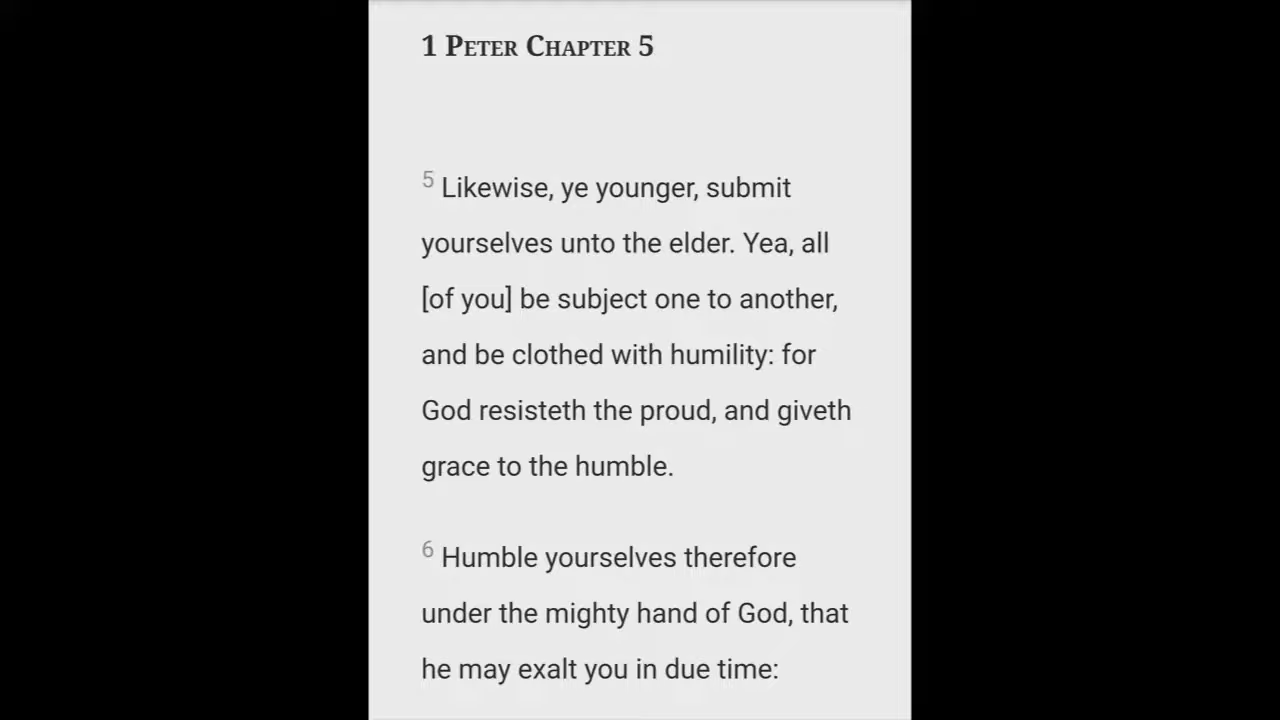 1 Peter Chapter 5
5 Likewise, ye younger, submit
yourselves unto the elder. Yea, all
[of you] be subject one to another,
and be clothed with humility: for
God resisteth the proud, and giveth
grace to the humble.
6 Humble yourselves therefore
under the mighty hand of God, that
he may exalt you in due time: